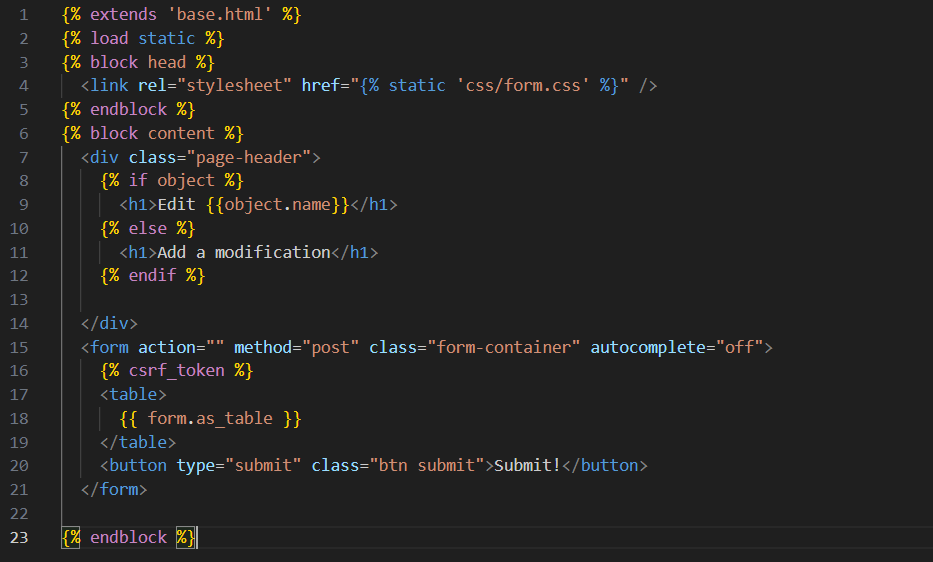 1 {% extends 'base.html' %}
2 {% load static %}
3 {% block head %}
4   <link rel="stylesheet" href="{% static 'css/form.css' %}" />
5 {% endblock %}
6 {% block content %}
7   <div class="page-header">
8     {% if object %}
9       <h1>Edit {{object.name}}</h1>
10     {% else %}
11       <h1>Add a modification</h1>
12     {% endif %}
13
14   </div>
15   <form action="" method="post" class="form-container" autocomplete="off">
16     {% csrf_token %}
17     <table>
18       {{ form.as_table }}
19     </table>
20     <button type="submit" class="btn submit">Submit!</button>
21   </form>
22
23 {% endblock %}